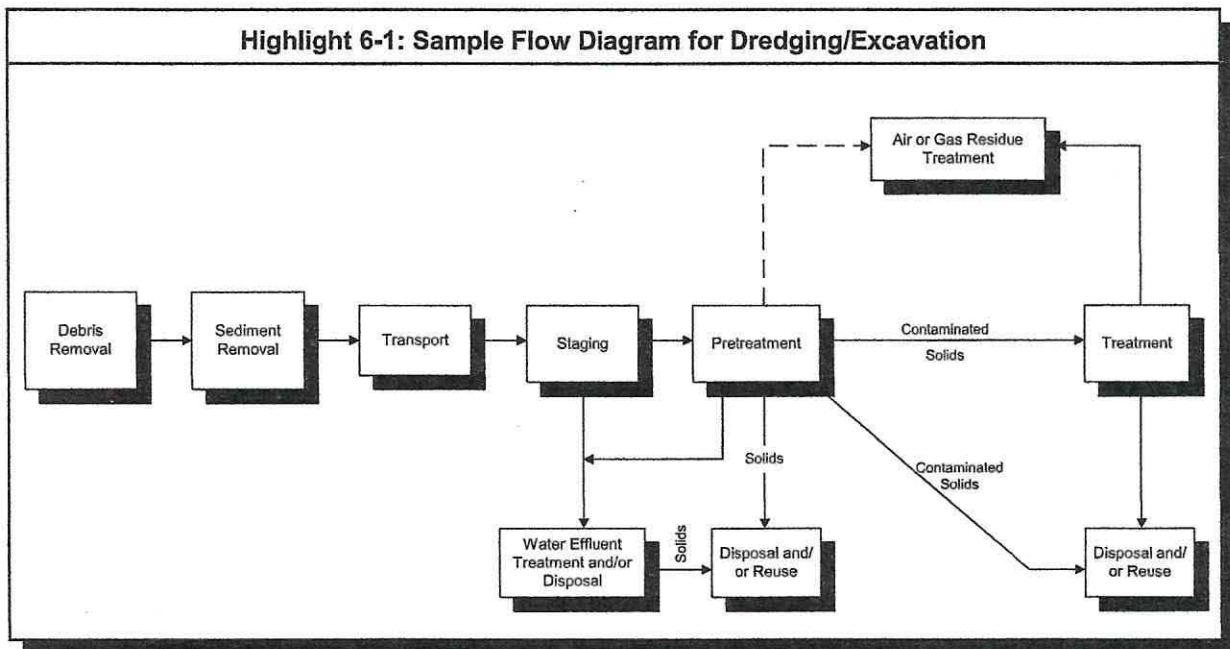 Highlight 6-1: Sample Flow Diagram for Dredging/Excavation
Air or Gas Residue
Treatment
Debris
Removal
Sediment
Removal
Transport
Staging
Pretreatment
Contaminated
Solids
Treatment
Solids
Contaminated
Solids
Water Effluent
Treatment and/or
Disposal
Solids
Disposal and/
or Reuse
Disposal and/
or Reuse